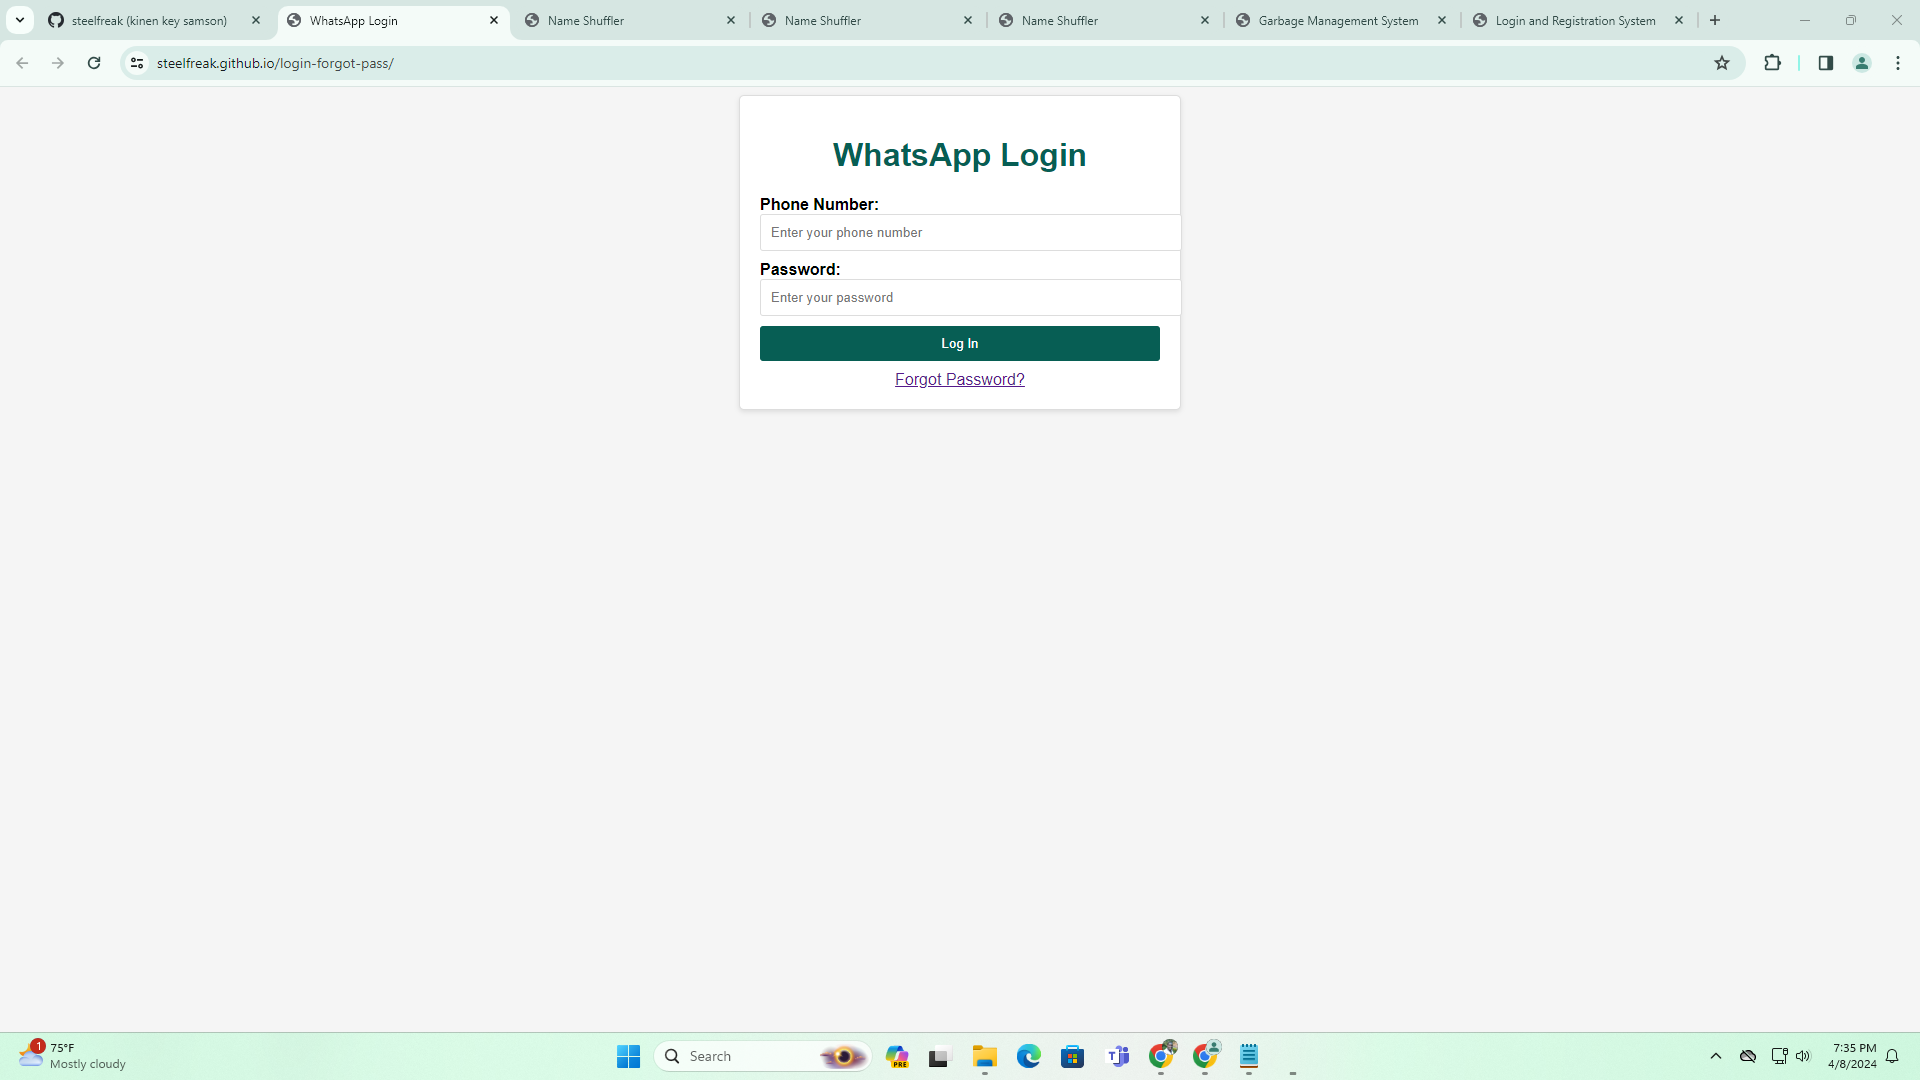 steelfreak (kinen key samson)
WhatsApp Login
Name Shuffler
Name Shuffler
Name Shuffler
Garbage Management System
Login and Registration System
steelfreak.github.io/login-forgot-pass/
WhatsApp Login
Phone Number:
Enter your phone number
Password:
Enter your password
Log In
Forgot Password?
1
75°F
Mostly cloudy
Search
PRE
7:35 PM
4/8/2024